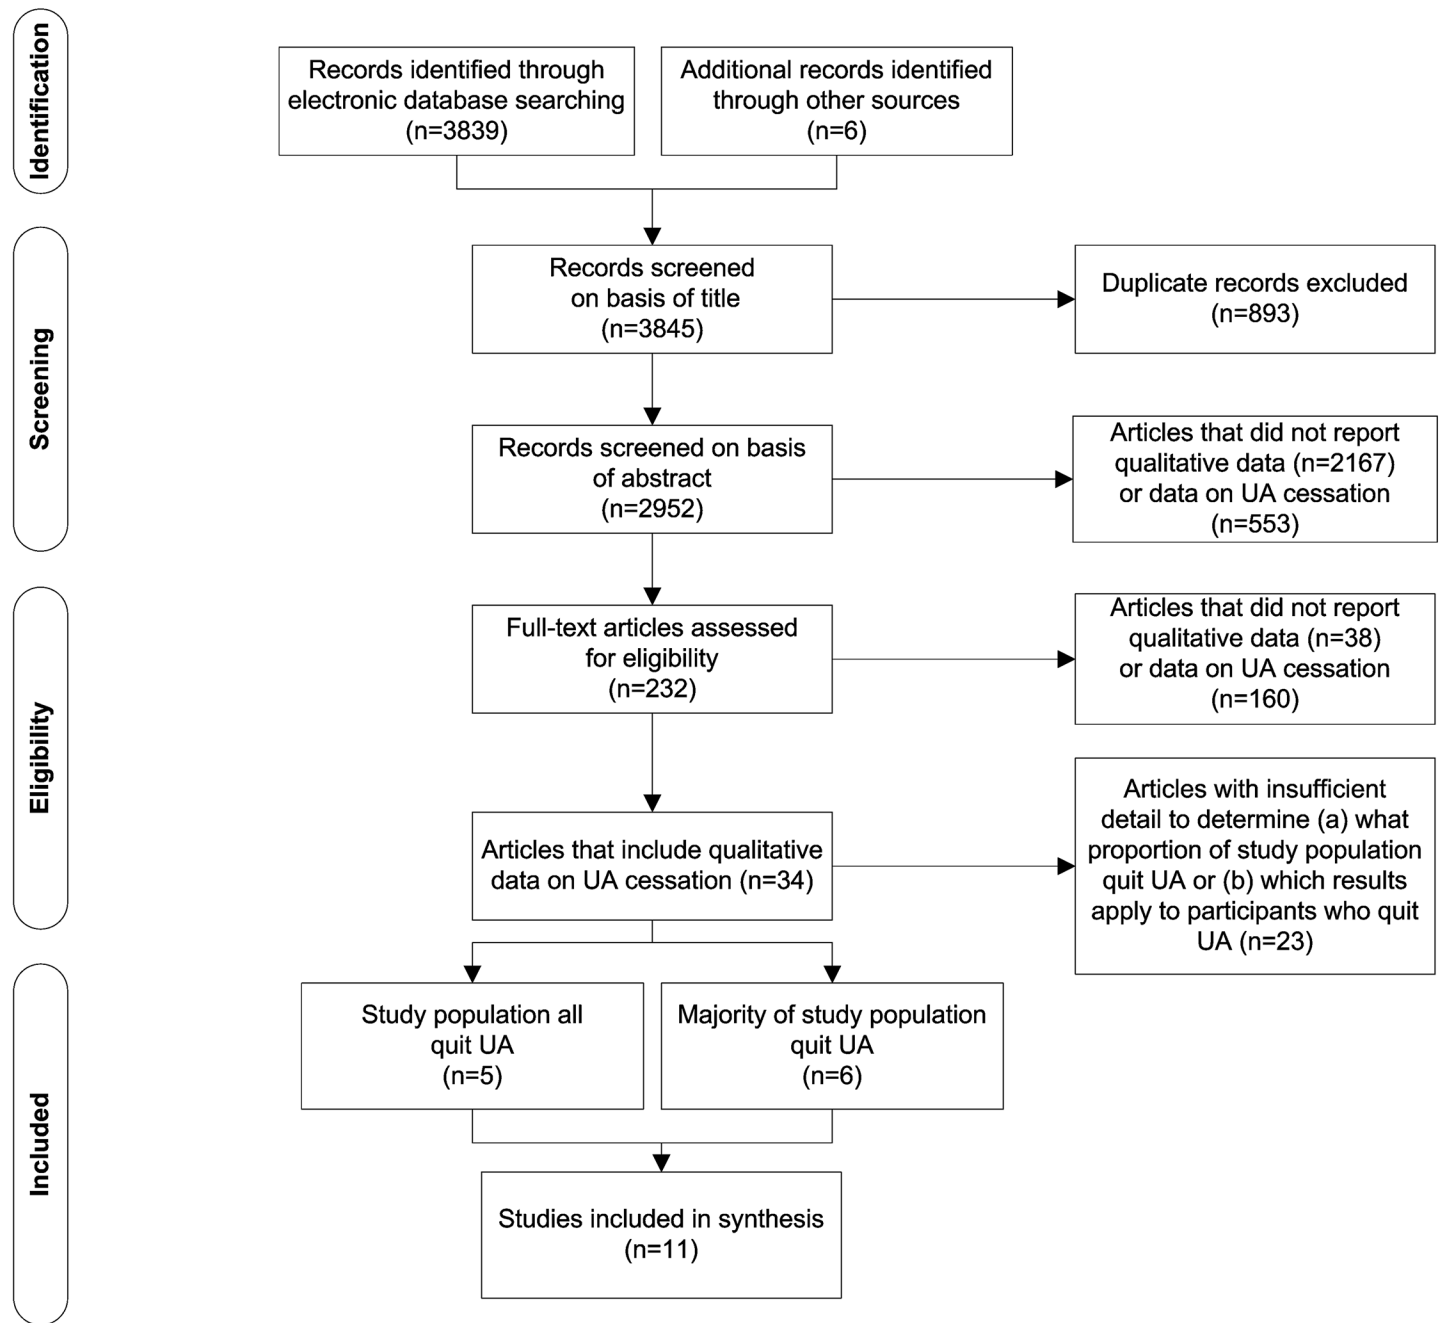 Identification
Records identified through
electronic database searching
(n=3839)
Additional records identified
through other sources
(n=6)
Screening
Records screened
on basis of title
(n=3845)
Duplicate records excluded
(n=893)
Records screened on basis
of abstract
(n=2952)
Articles that did not report
qualitative data (n=2167)
or data on UA cessation
(n=553)
Eligibility
Full-text articles assessed
for eligibility
(n=232)
Articles that did not report
qualitative data (n=38)
or data on UA cessation
(n=160)
Articles that include qualitative
data on UA cessation (n=34)
Articles with insufficient
detail to determine (a) what
proportion of study population
quit UA or (b) which results
apply to participants who quit
UA (n=23)
Included
Study population all
quit UA
(n=5)
Majority of study population
quit UA
(n=6)
Studies included in synthesis
(n=11)